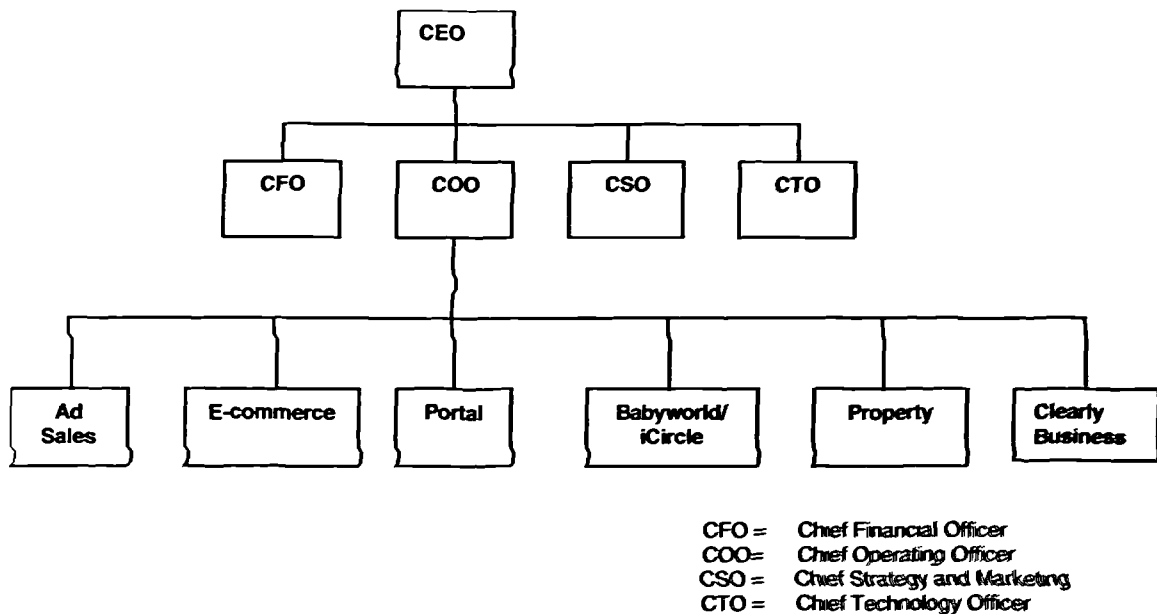 CEO
CFO COO CSO CTO
Ad Sales
E-commerce
Portal
Babyworld/
iCircle
Property
Clearly
Business
CFO = Chief Financial Officer
COO= Chief Operating Officer
CSO = Chief Strategy and Marketing
CTO = Chief Technology Officer